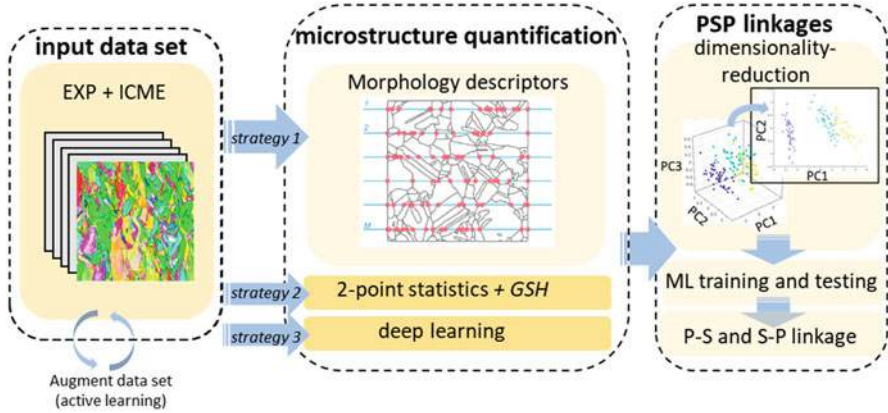 input data set
EXP + ICME
Augment data set
(active learning)
strategy 1
strategy 2
strategy 3
microstructure quantification
Morphology descriptors
1
2
M
2-point statistics + GSH
deep learning
PSP linkages
dimensionality-
reduction
PC3
PC2
PC1
PC2
PC1
ML training and testing
P-S and S-P linkage